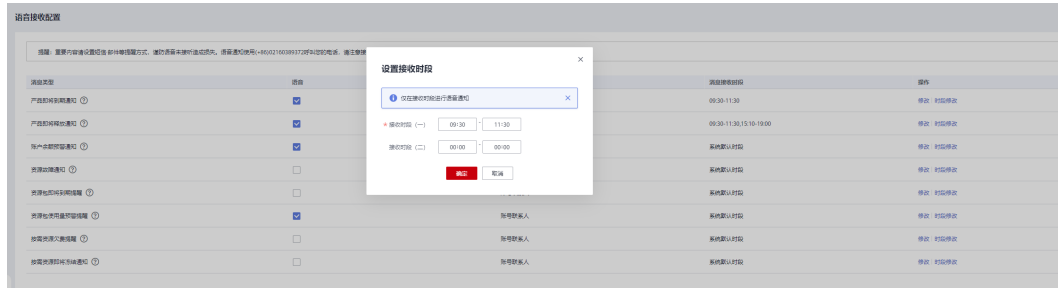 语音接收配置
提醒：重要内容请设置短信 邮件等提醒方式，谨防语音未接听造成损失。语音通知使用(+86)02160389372呼叫您的电话，请注意接
消息类型 语音 消息接收时段 操作
产品即将到期通知 09:30-11:30 修改 时段修改
产品即将释放通知 09:30-11:30,15:10-19:00 修改 时段修改
账户余额预警通知 系统默认时段 修改 时段修改
资源故障通知 系统默认时段 修改 时段修改
资源包即将到期提醒 系统默认时段 修改 时段修改
资源包使用量预警提醒 账号联系人 系统默认时段 修改 时段修改
按需资源欠费提醒 账号联系人 系统默认时段 修改 时段修改
按需资源即将冻结通知 账号联系人 系统默认时段 修改 时段修改
设置接收时段
仅在接收时段进行语音通知
* 接收时段（一） 09:30 - 11:30
接收时段（二） 00:00 - 00:00
确定 取消